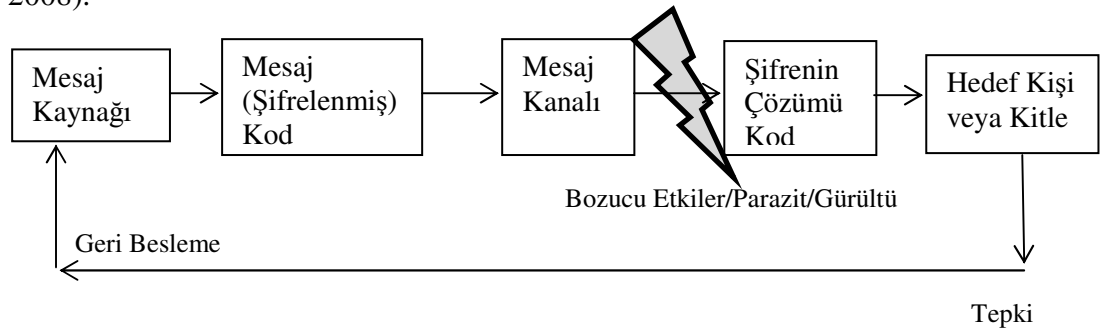 2008).
Mesaj
Kaynağı
Mesaj
(Şifrelenmiş)
Kod
Mesaj
Kanalı
Şifrenin
Çözümü
Kod
Hedef Kişi
veya Kitle
Bozucu Etkiler/Parazit/Gürültü
Geri Besleme
Tepki